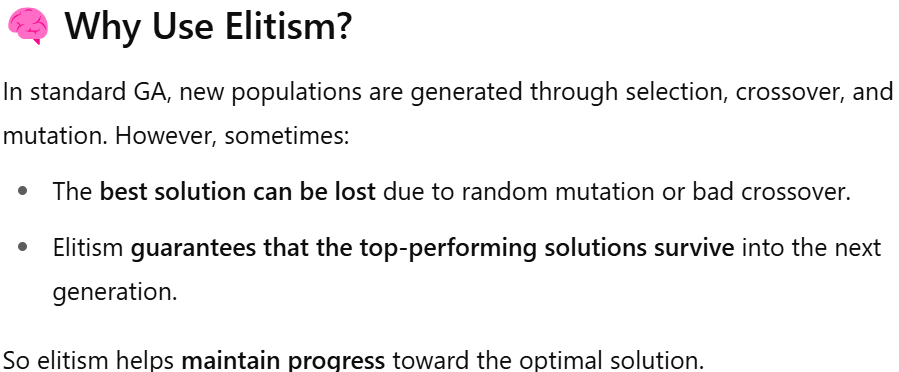 Why Use Elitism?
In standard GA, new populations are generated through selection, crossover, and
mutation. However, sometimes:
• The best solution can be lost due to random mutation or bad crossover.
• Elitism guarantees that the top-performing solutions survive into the next
generation.
So elitism helps maintain progress toward the optimal solution.